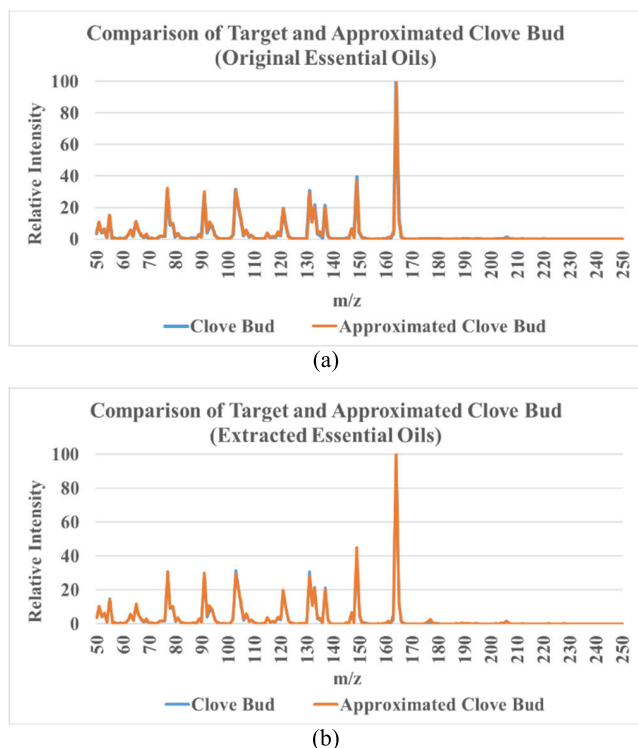 Comparison of Target and Approximated Clove Bud
(Original Essential Oils)
100
80
60
40
20
0
Relative Intensity
50 60 70 80 90 100 110 120 130 140 150 160 170 180 190 200 210 220 230 240 250
m/z
Clove Bud Approximated Clove Bud
(a)
Comparison of Target and Approximated Clove Bud
(Extracted Essential Oils)
100
80
60
40
20
0
Relative Intensity
50 60 70 80 90 100 110 120 130 140 150 160 170 180 190 200 210 220 230 240 250
m/z
Clove Bud Approximated Clove Bud
(b)